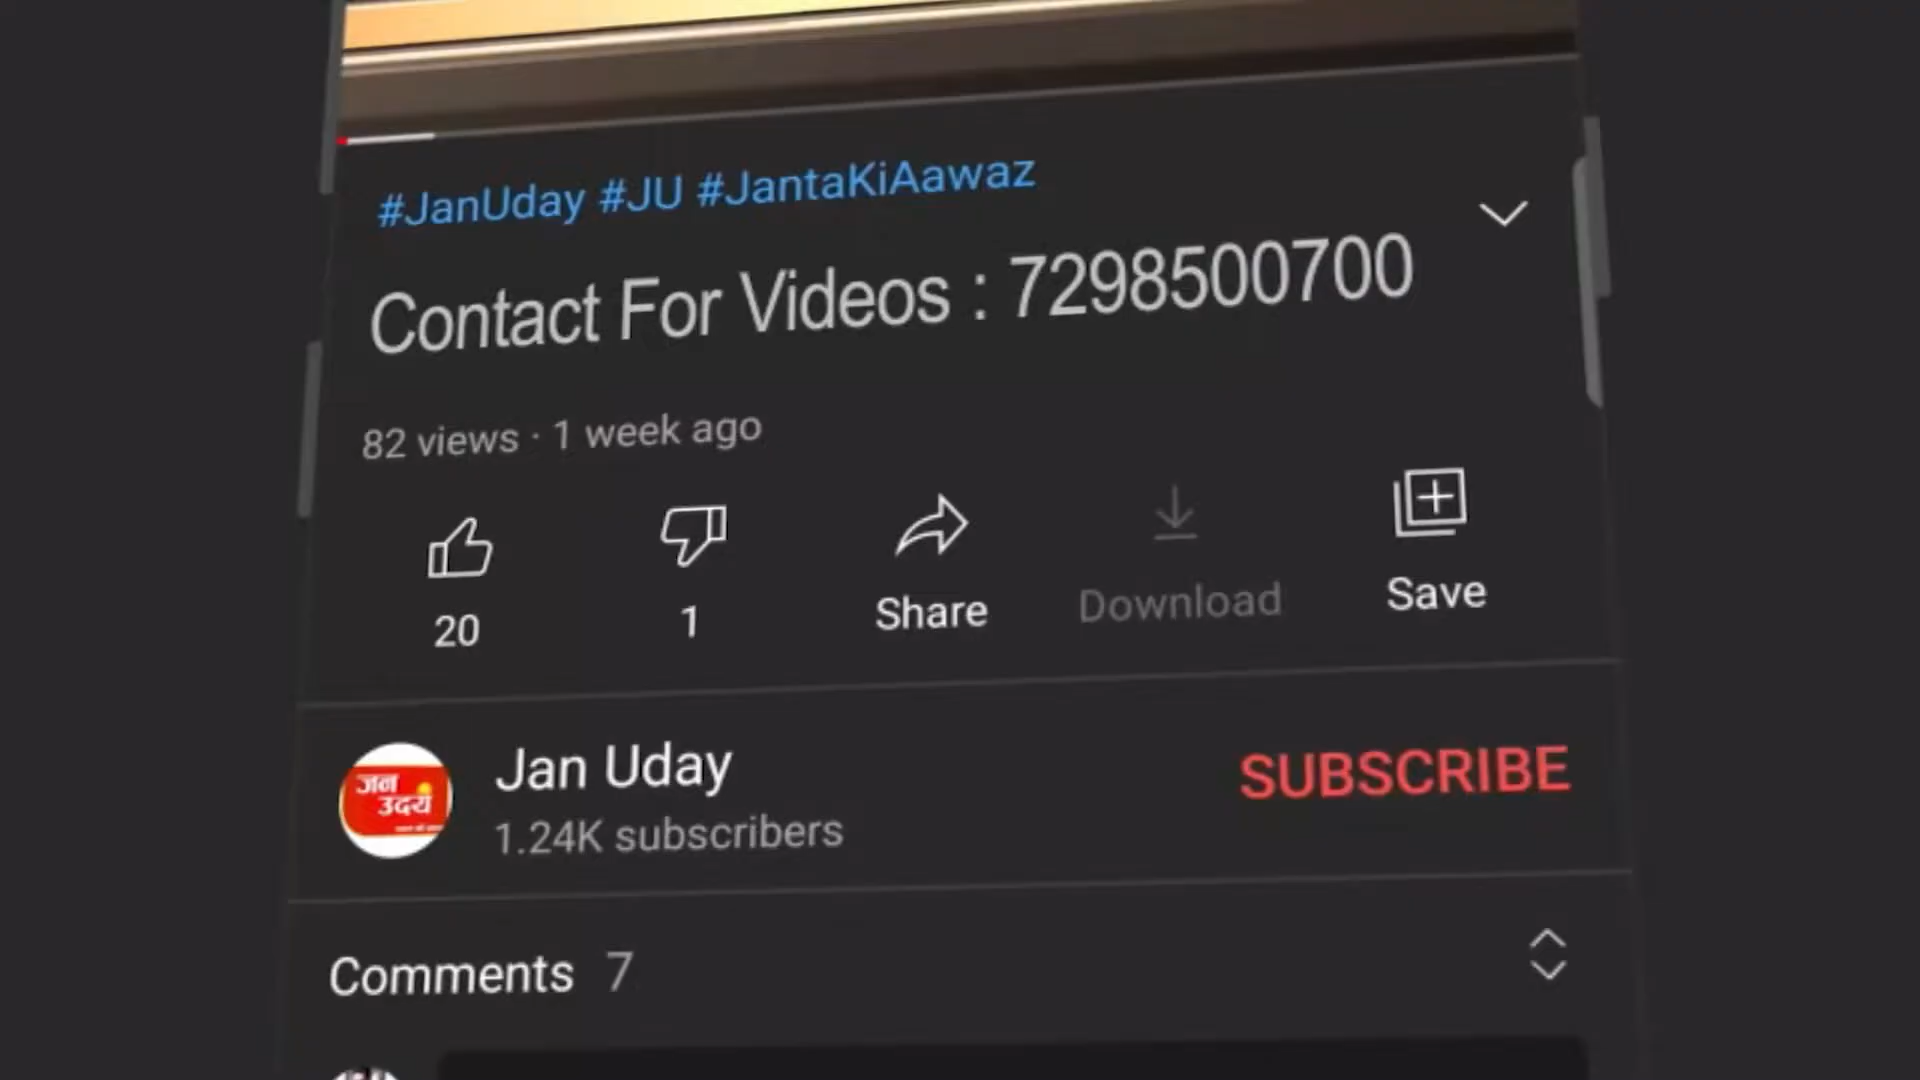 #JanUday #JU #JantaKiAawaz
Contact For Videos : 7298500700
82 views · 1 week ago
20
1
Share
Download
Save
जन
उदय
Jan Uday
1.24K subscribers
SUBSCRIBE
Comments 7